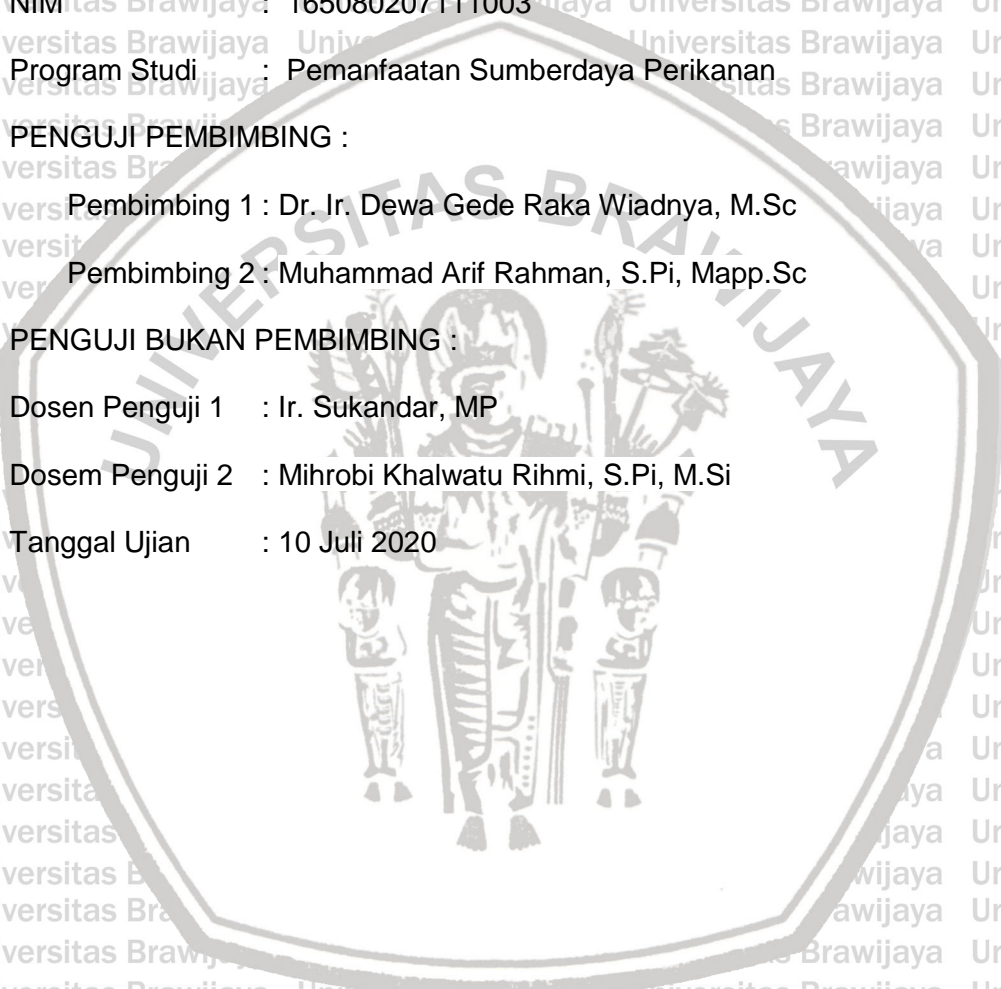 NIM : 165080207111003
Program Studi : Pemanfaatan Sumberdaya Perikanan
PENGUJI PEMBIMBING :
Pembimbing 1 : Dr. Ir. Dewa Gede Raka Wiadnya, M.Sc
Pembimbing 2 : Muhammad Arif Rahman, S.Pi, Mapp.Sc
PENGUJI BUKAN PEMBIMBING :
Dosen Penguji 1 : Ir. Sukandar, MP
Dosem Penguji 2 : Mihrobi Khalwatu Rihmi, S.Pi, M.Si
Tanggal Ujian : 10 Juli 2020
UNIVERSITAS BRAWIJAYA